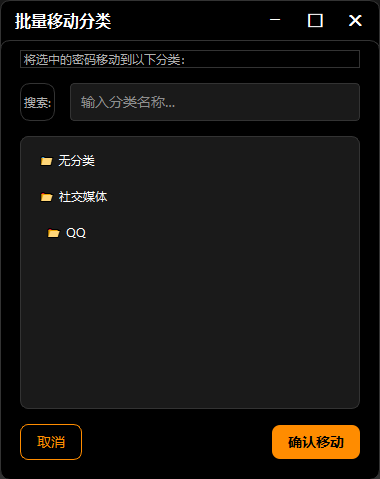 批量移动分类
将选中的密码移动到以下分类：
搜索:
输入分类名称...
无分类
社交媒体
QQ
取消
确认移动